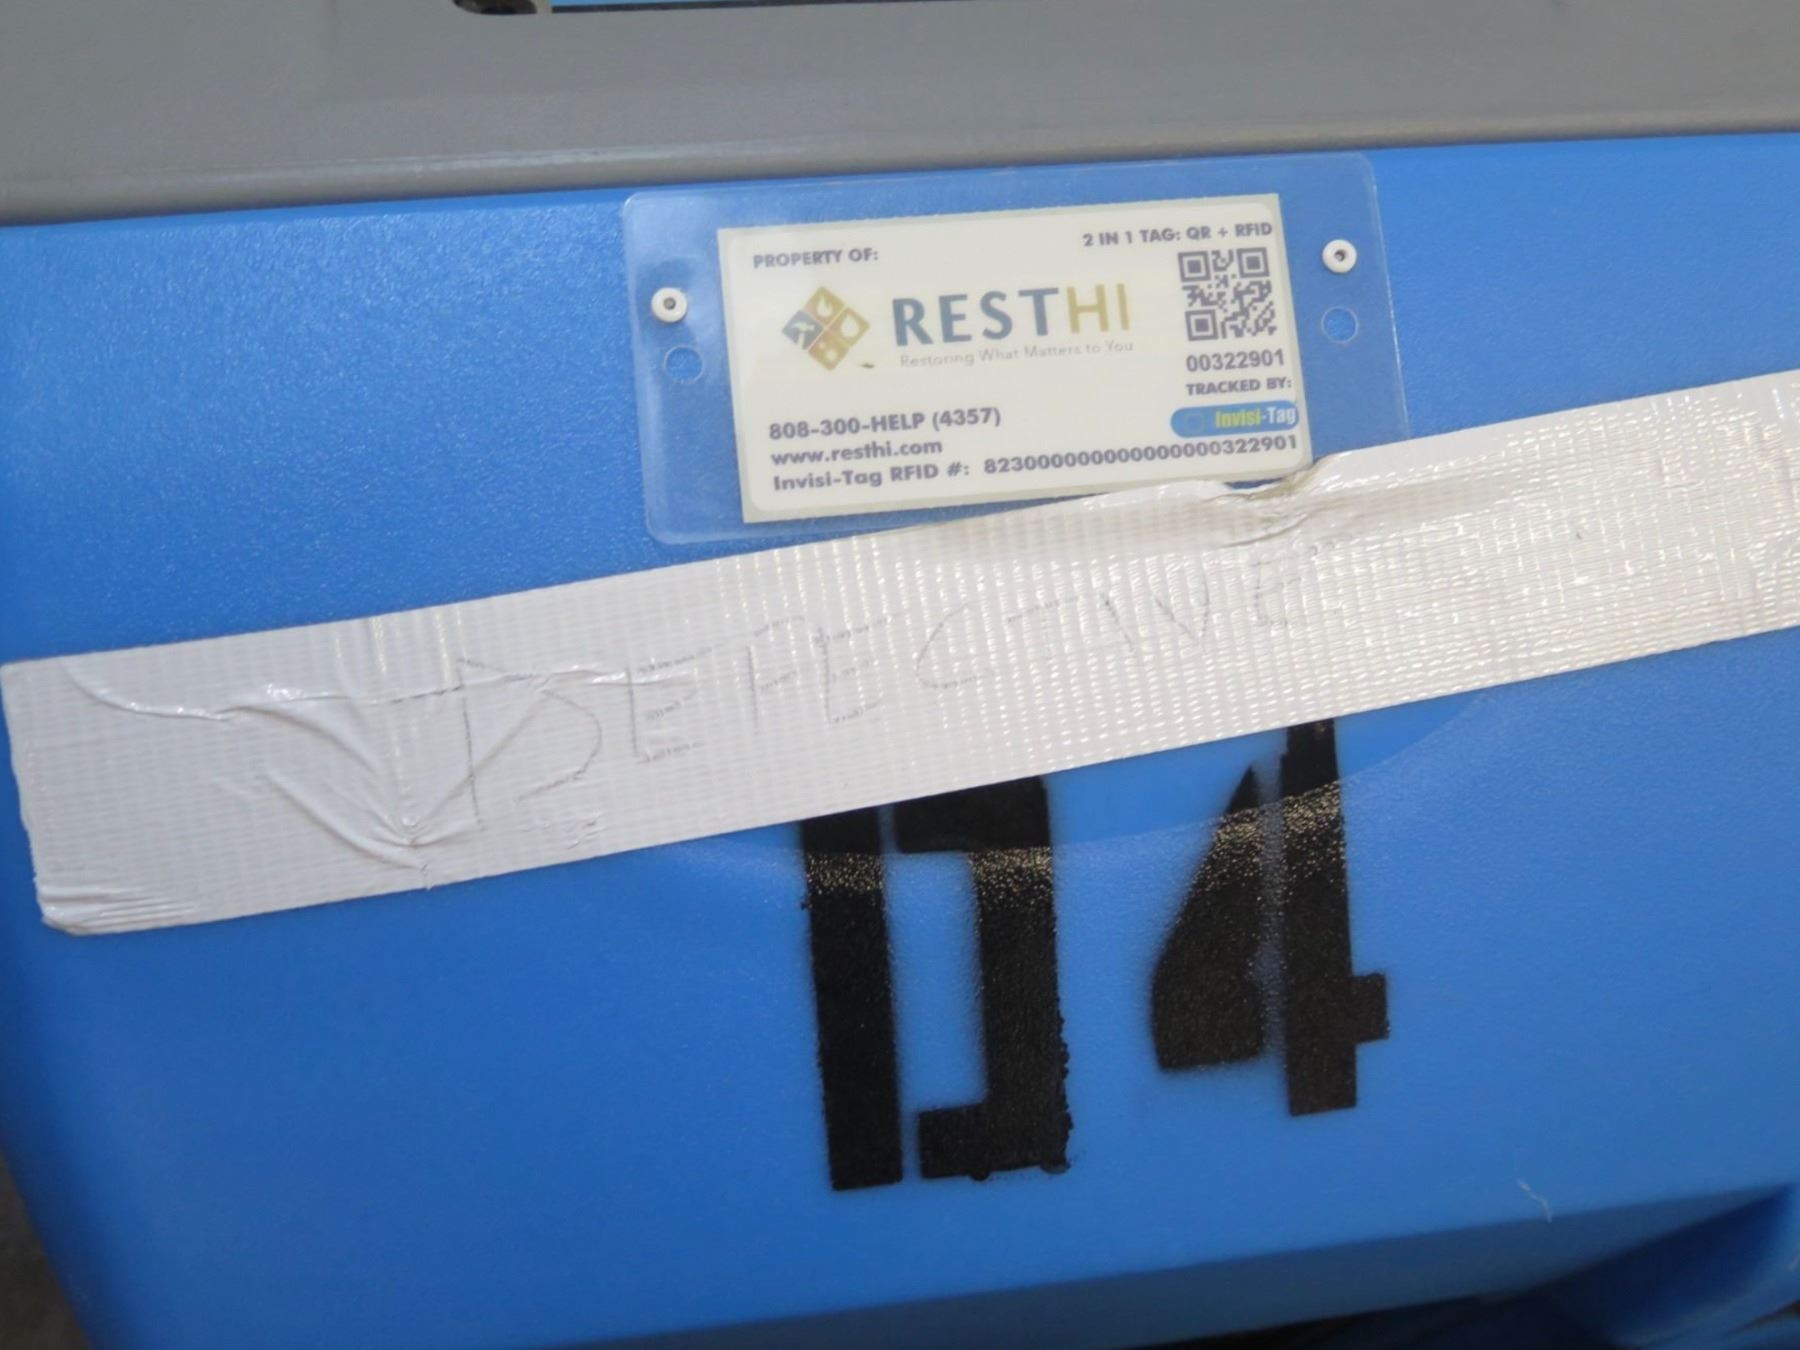 PROPERTY OF:
2 IN 1 TAG: QR + RFID
RESTHI
Restoring What Matters to You
00322901
TRACKED BY:
Invisi-Tag
808-300-HELP (4357)
www.resthi.com
Invisi-Tag RFID #: 823000000000000000322901
DEFECTIVE
D4